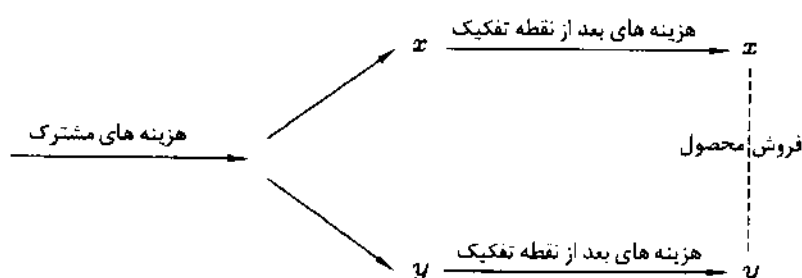 هزینه های بعد از نقطه تفکیک
x
x
هزینه های مشترک
فروش محصول
هزینه های بعد از نقطه تفکیک
y
y